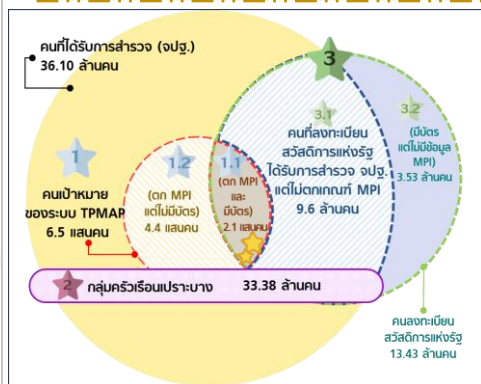 คนที่ได้รับการสำรวจ (จปฐ.)
36.10 ล้านคน
1
คนเป้าหมาย
ของระบบ TPMAP
6.5 แสนคน
1.2
(ตก MPI
แต่ไม่มีบัตร)
4.4 แสนคน
1.1
(ตก MPI
และ
มีบัตร)
2.1 แสนคน
3
3.1
คนที่ลงทะเบียน
สวัสดิการแห่งรัฐ
ได้รับการสำรวจ จปฐ.
แต่ไม่ตกเกณฑ์ MPI
9.6 ล้านคน
3.2
(มีบัตร
แต่ไม่มีข้อมูล
MPI)
3.53 ล้านคน
2 กลุ่มครัวเรือนเปราะบาง 33.38 ล้านคน
คนลงทะเบียน
สวัสดิการแห่งรัฐ
13.43 ล้านคน